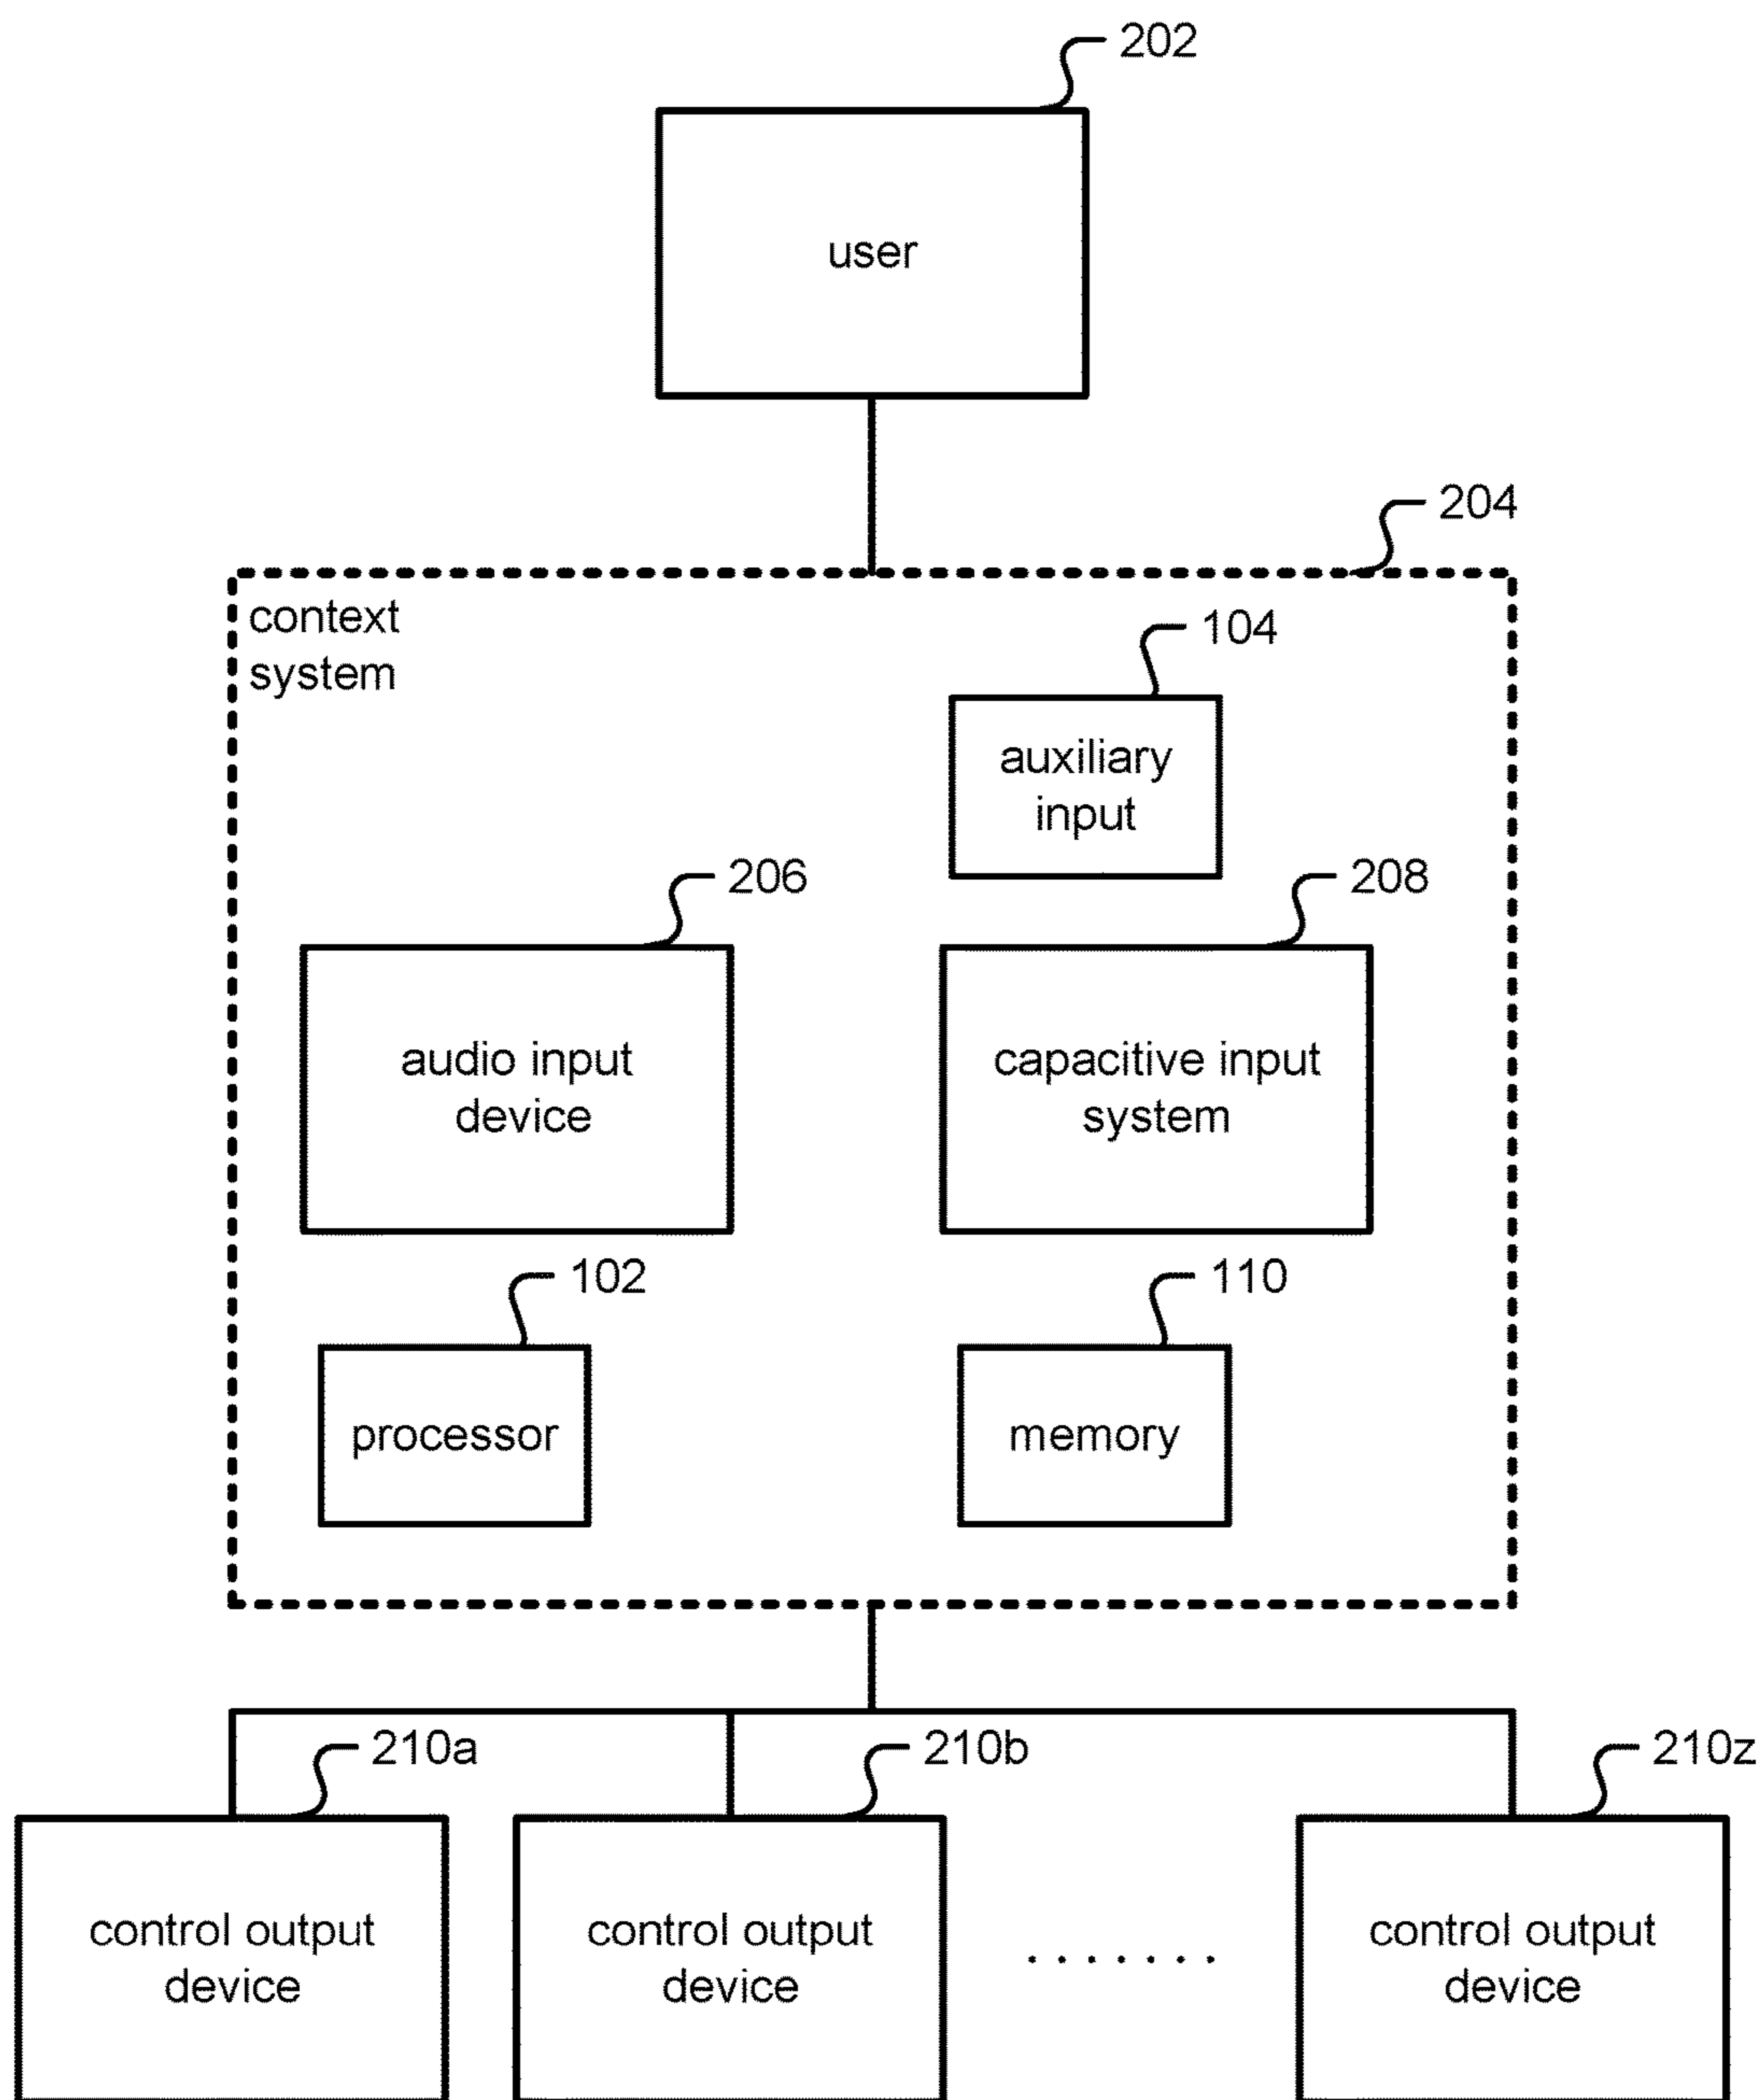 202
user
204
context
system
104
auxiliary
input
206
208
audio input
device
capacitive input
system
102
110
processor
memory
210a
210b
210z
control output
device
control output
device
. . . . . . .
control output
device